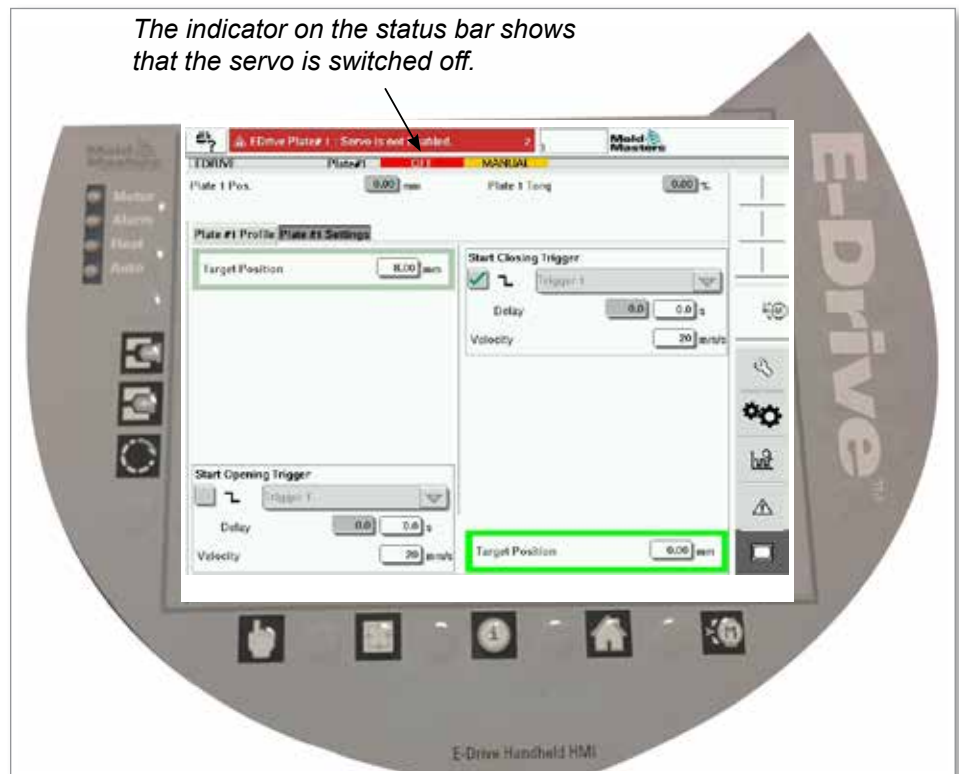 The indicator on the status bar shows
that the servo is switched off.
EDrive Plate# 1 : Servo is not enabled. 2
Mold
Masters
EDRIVE Plate#1 OFF MANUAL
Plate 1 Pos. 0.00 mm Plate 1 Torq 0.00 %
Plate #1 Profile Plate #1 Settings
Target Position 8.00 mm
Start Closing Trigger
Trigger 1
Delay 0.0 0.0 s
Velocity 20 mm/s
Start Opening Trigger
Trigger 1
Delay 0.0 0.0 s
Velocity 20 mm/s
Target Position 0.00 mm
Motor
Alarm
Heat
Auto
E-Drive™
i
M
E-Drive Handheld HMI